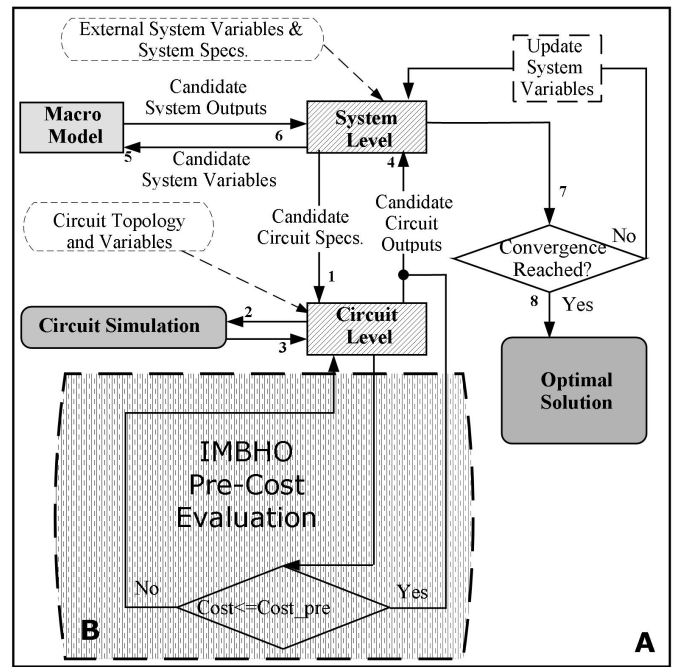 External System Variables &
System Specs.
Update
System
Variables
Candidate
System Outputs
Macro
Model
6
System
Level
5
Candidate
System Variables
4
7
Circuit Topology
and Variables
Candidate
Circuit Specs.
Candidate
Circuit
Outputs
Convergence
Reached?
No
1
8
Yes
Circuit Simulation
2
3
Circuit
Level
Optimal
Solution
IMBHO
Pre-Cost
Evaluation
No
Cost<=Cost_pre
Yes
B
A